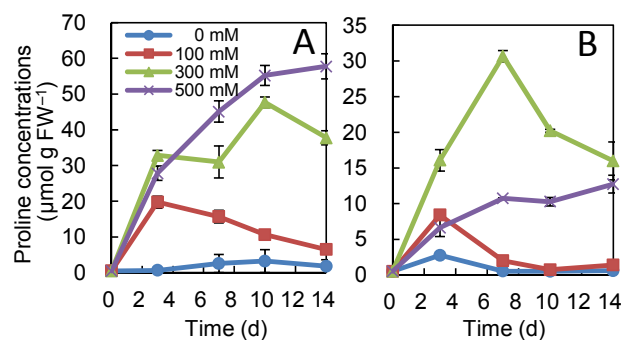 Proline concentrations
(μmol g FW⁻¹)
70
60
50
40
30
20
10
0
0 mM
100 mM
300 mM
500 mM
A
0 2 4 6 8 10 12 14
Time (d)
35
30
25
20
15
10
5
0
B
0 2 4 6 8 10 12 14
Time (d)